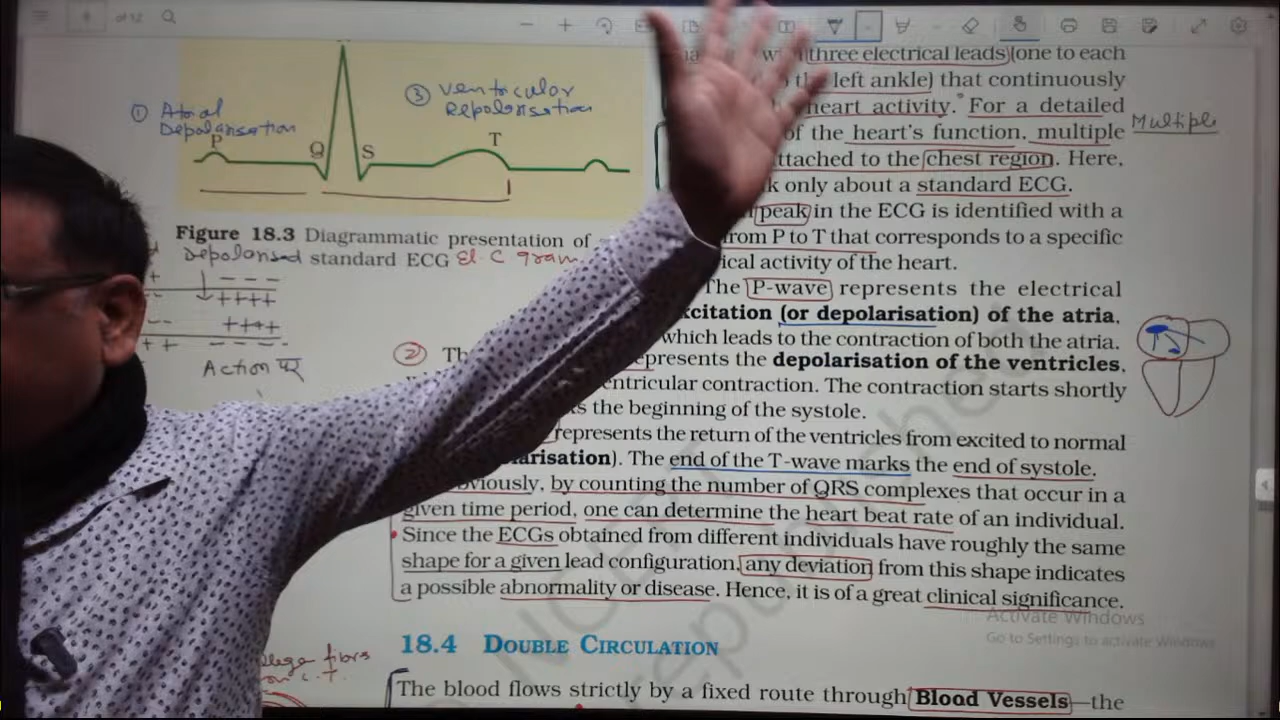 of 12
three electrical leads (one to each
the left ankle) that continuously
heart activity. For a detailed
of the heart's function, multiple
Multiple
attached to the chest region. Here,
only about a standard ECG.
peak in the ECG is identified with a
from P to T that corresponds to a specific
activity of the heart.
The P-wave represents the electrical
excitation (or depolarisation) of the atria,
which leads to the contraction of both the atria.
represents the depolarisation of the ventricles,
ventricular contraction. The contraction starts shortly
the beginning of the systole.
represents the return of the ventricles from excited to normal
The end of the T-wave marks the end of systole.
Obviously, by counting the number of QRS complexes that occur in a
given time period, one can determine the heart beat rate of an individual.
Since the ECGs obtained from different individuals have roughly the same
shape for a given lead configuration, any deviation from this shape indicates
a possible abnormality or disease. Hence, it is of a great clinical significance.
① Atrial
Depolarisation
③ Ventricular
Repolarisation
P
Q
S
T
Figure 18.3 Diagrammatic presentation of
standard ECG El. C gram
Depolarised
- - - -
++++
++++
- - - -
Action पर
②
Activate Windows
Go to Settings to activate Windows
18.4 DOUBLE CIRCULATION
The blood flows strictly by a fixed route through Blood Vessels—the